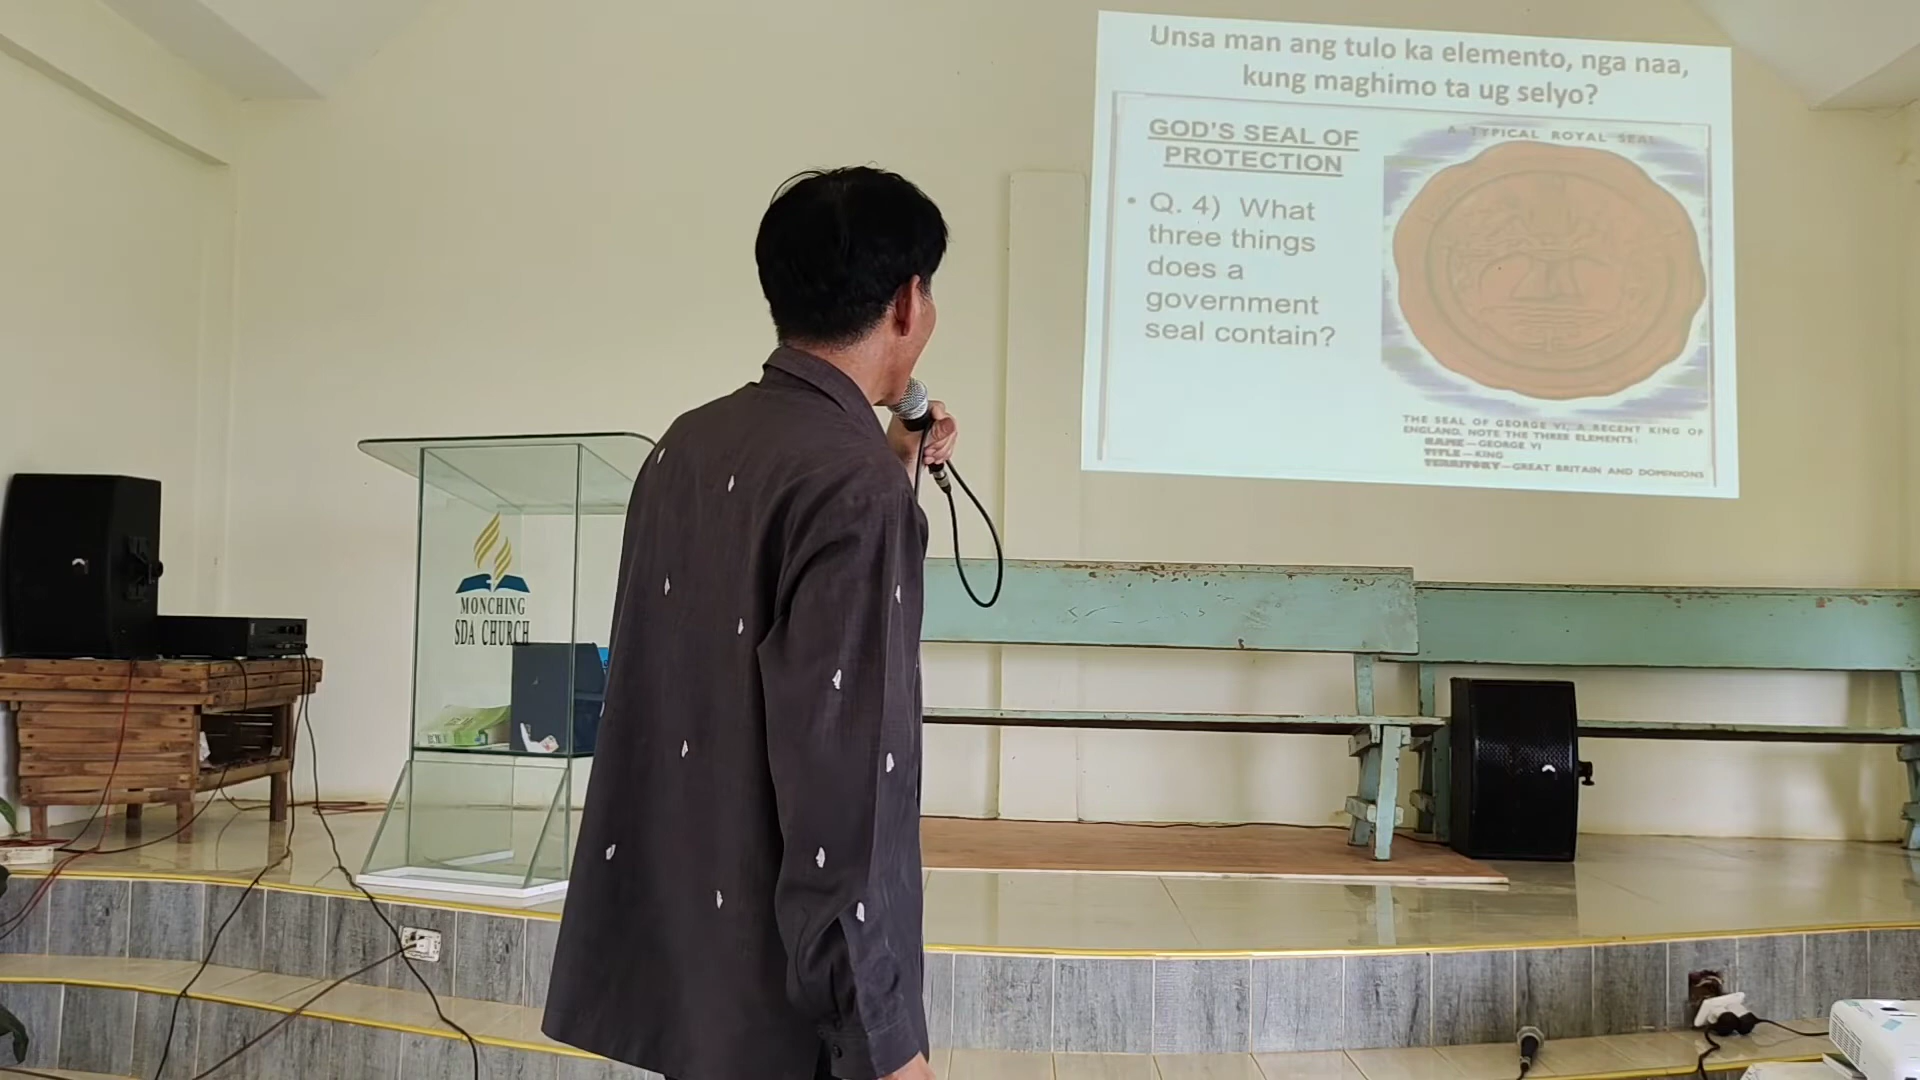 Unsa man ang tulo ka elemento, nga naa,
kung maghimo ta ug selyo?
GOD'S SEAL OF
PROTECTION
• Q. 4) What
three things
does a
government
seal contain?
A TYPICAL ROYAL SEAL
THE SEAL OF GEORGE VI, A RECENT KING OF
ENGLAND. NOTE THE THREE ELEMENTS:
NAME—GEORGE VI
TITLE—KING
TERRITORY—GREAT BRITAIN AND DOMINIONS
MONCHING
SDA CHURCH